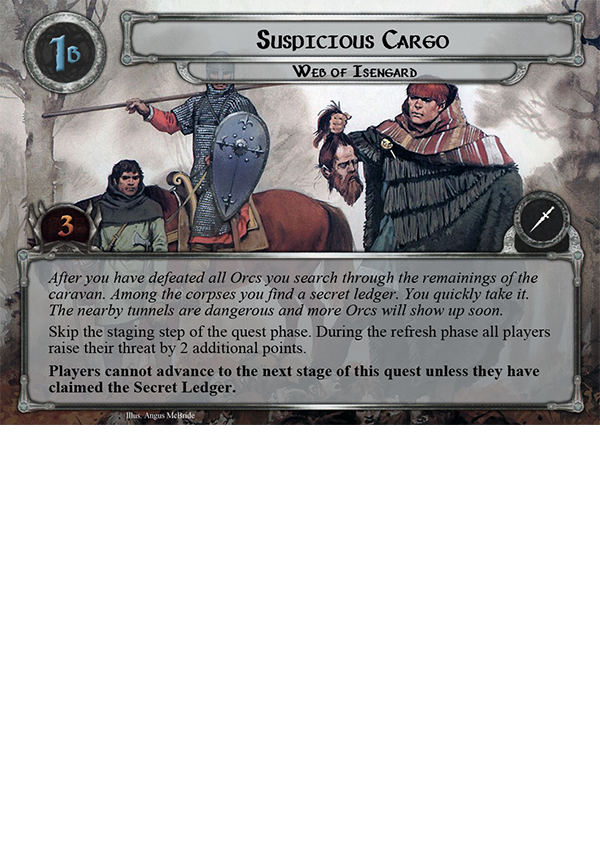 1B
Suspicious Cargo
Web of Isengard
3
After you have defeated all Orcs you search through the remainings of the
caravan. Among the corpses you find a secret ledger. You quickly take it.
The nearby tunnels are dangerous and more Orcs will show up soon.
Skip the staging step of the quest phase. During the refresh phase all players
raise their threat by 2 additional points.
Players cannot advance to the next stage of this quest unless they have
claimed the Secret Ledger.
Illus. Angus McBride